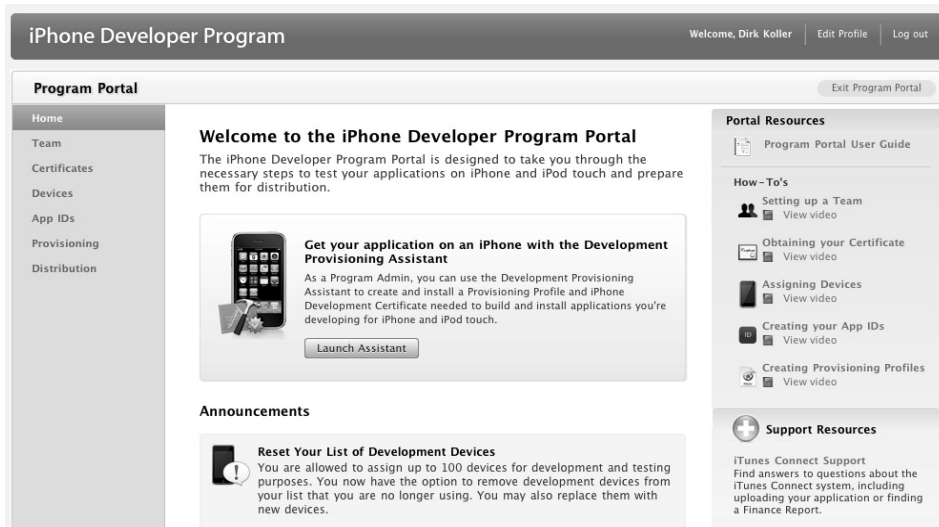 iPhone Developer Program
Welcome, Dirk Koller
Edit Profile
Log out
Program Portal
Exit Program Portal
Home
Team
Certificates
Devices
App IDs
Provisioning
Distribution
Welcome to the iPhone Developer Program Portal
The iPhone Developer Program Portal is designed to take you through the
necessary steps to test your applications on iPhone and iPod touch and prepare
them for distribution.
Get your application on an iPhone with the Development
Provisioning Assistant
As a Program Admin, you can use the Development Provisioning
Assistant to create and install a Provisioning Profile and iPhone
Development Certificate needed to build and install applications you're
developing for iPhone and iPod touch.
Launch Assistant
Announcements
Reset Your List of Development Devices
You are allowed to assign up to 100 devices for development and testing
purposes. You now have the option to remove development devices from
your list that you are no longer using. You may also replace them with
new devices.
Portal Resources
Program Portal User Guide
How-To's
Setting up a Team
View video
Obtaining your Certificate
View video
Assigning Devices
View video
ID
Creating your App IDs
View video
Creating Provisioning Profiles
View video
Support Resources
iTunes Connect Support
Find answers to questions about the
iTunes Connect system, including
uploading your application or finding
a Finance Report.